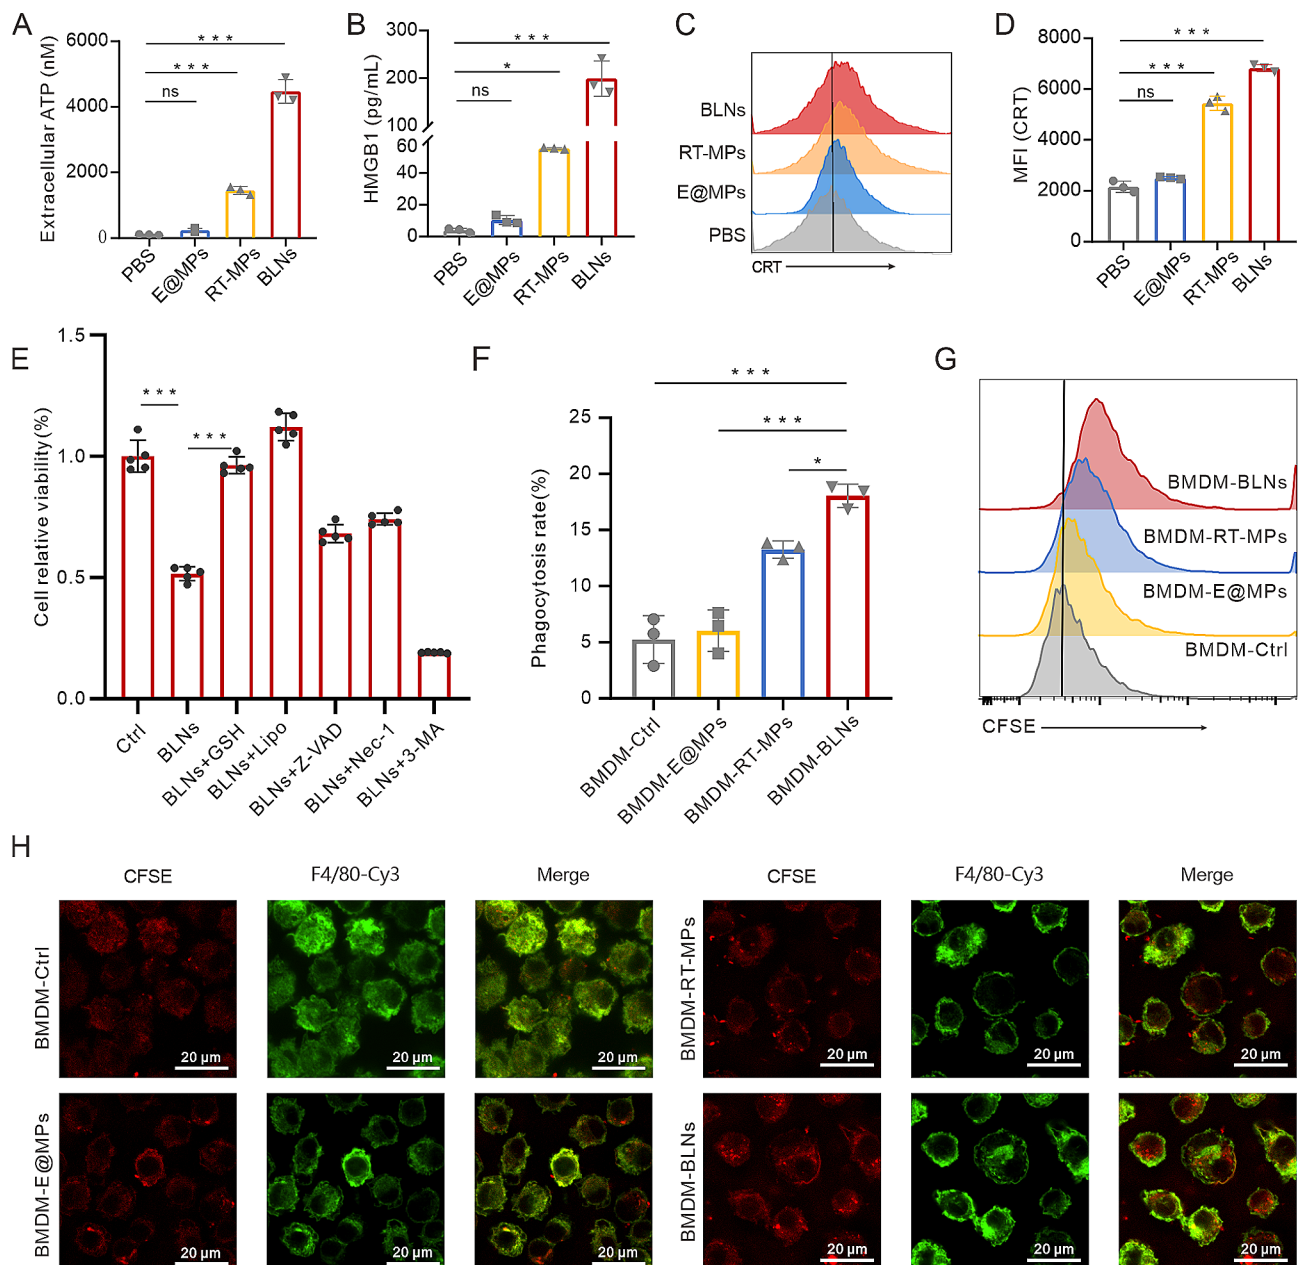 A
Extracellular ATP (nM)
6000
4000
2000
0
* * *
* * *
ns
PBS
E@MPs
RT-MPs
BLNs
B
HMGB1 (pg/mL)
300
200
100
60
40
20
0
* * *
*
ns
PBS
E@MPs
RT-MPs
BLNs
C
BLNs
RT-MPs
E@MPs
PBS
CRT
D
MFI (CRT)
8000
6000
4000
2000
0
* * *
* * *
ns
PBS
E@MPs
RT-MPs
BLNs
E
Cell relative viability(%)
1.5
1.0
0.5
0.0
* * *
* * *
Ctrl
BLNs
BLNs+GSH
BLNs+Lipo
BLNs+Z-VAD
BLNs+Nec-1
BLNs+3-MA
F
Phagocytosis rate(%)
25
20
15
10
5
0
* * *
* * *
*
BMDM-Ctrl
BMDM-E@MPs
BMDM-RT-MPs
BMDM-BLNs
G
BMDM-BLNs
BMDM-RT-MPs
BMDM-E@MPs
BMDM-Ctrl
CFSE
H
CFSE
F4/80-Cy3
Merge
CFSE
F4/80-Cy3
Merge
BMDM-Ctrl
20 μm
20 μm
20 μm
BMDM-RT-MPs
20 μm
20 μm
20 μm
BMDM-E@MPs
20 μm
20 μm
20 μm
BMDM-BLNs
20 μm
20 μm
20 μm